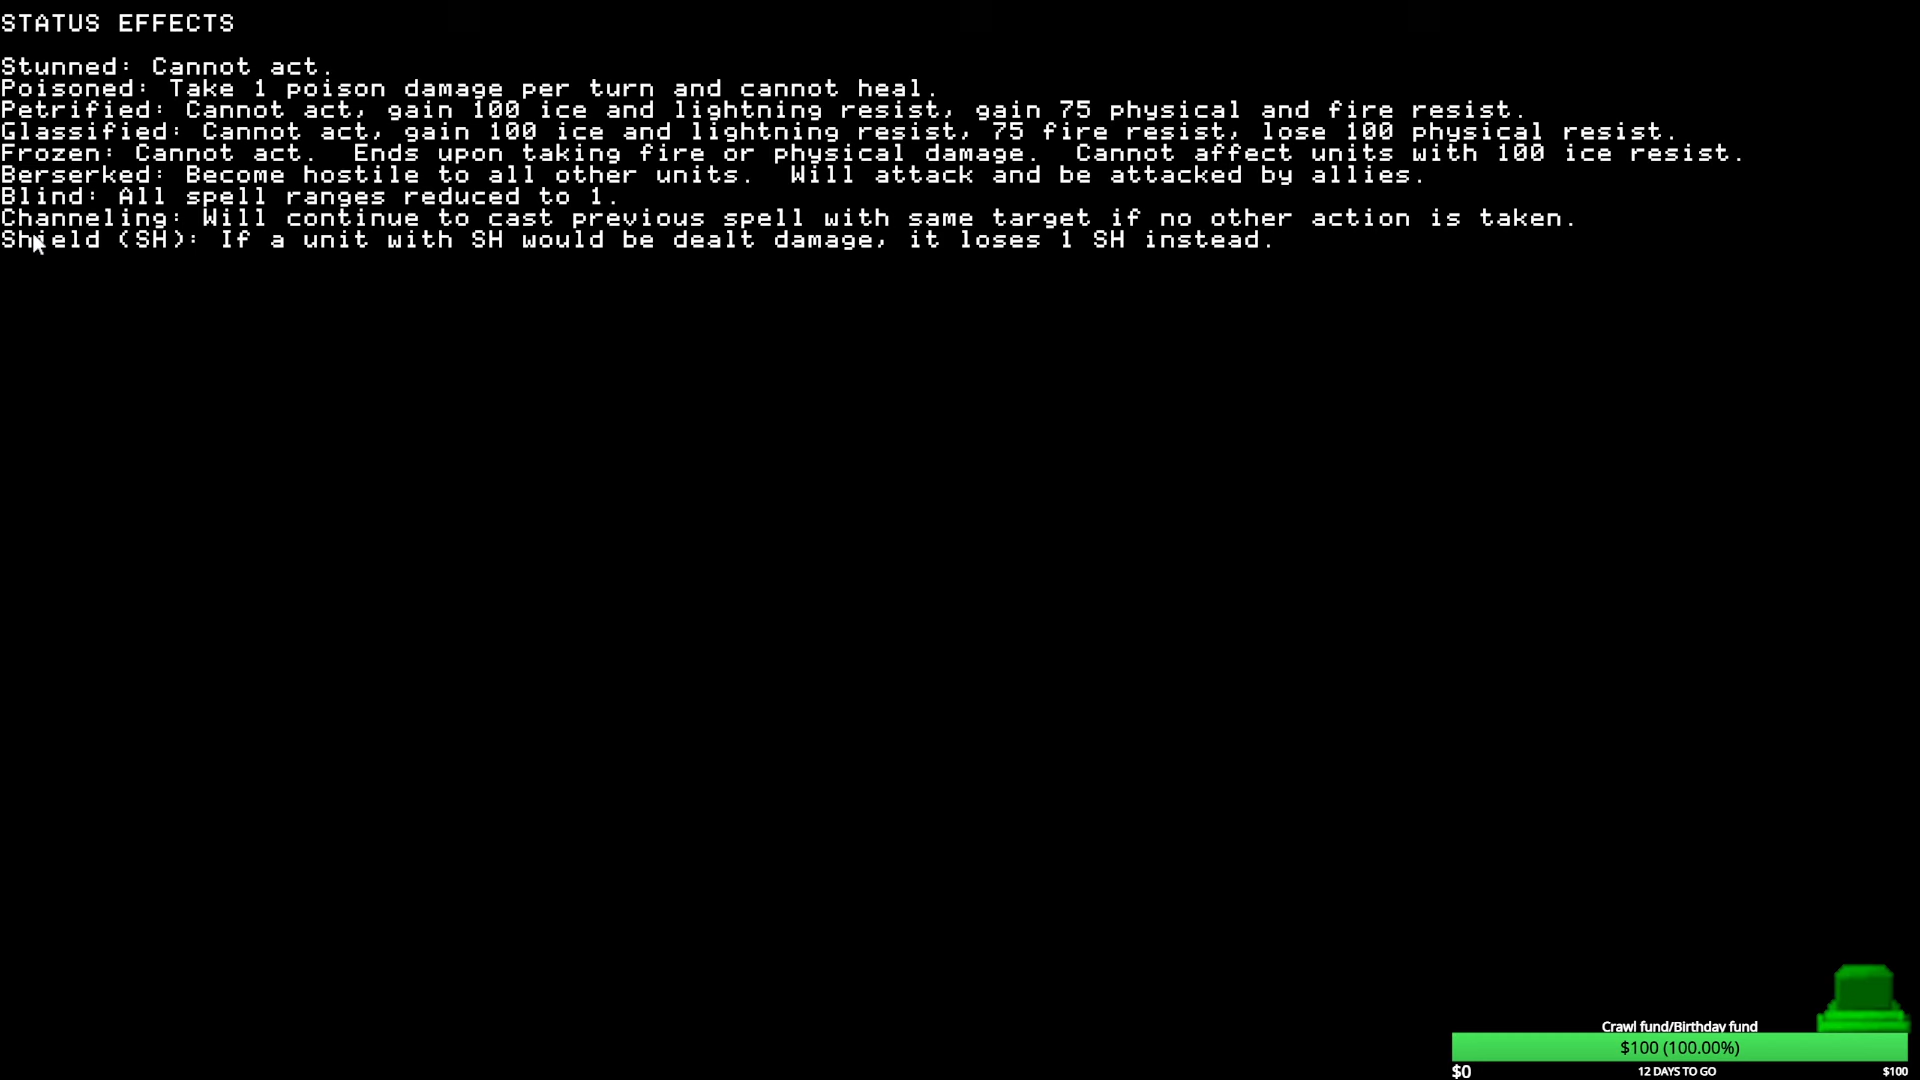 STATUS EFFECTS
Stunned: Cannot act.
Poisoned: Take 1 poison damage per turn and cannot heal.
Petrified: Cannot act, gain 100 ice and lightning resist, gain 75 physical and fire resist.
Glassified: Cannot act, gain 100 ice and lightning resist, 75 fire resist, lose 100 physical resist.
Frozen: Cannot act.  Ends upon taking fire or physical damage.  Cannot affect units with 100 ice resist.
Berserked: Become hostile to all other units.  Will attack and be attacked by allies.
Blind: All spell ranges reduced to 1.
Channeling: Will continue to cast previous spell with same target if no other action is taken.
Shield (SH): If a unit with SH would be dealt damage, it loses 1 SH instead.
Crawl fund/Birthday fund
$100 (100.00%)
$0 12 DAYS TO GO $100